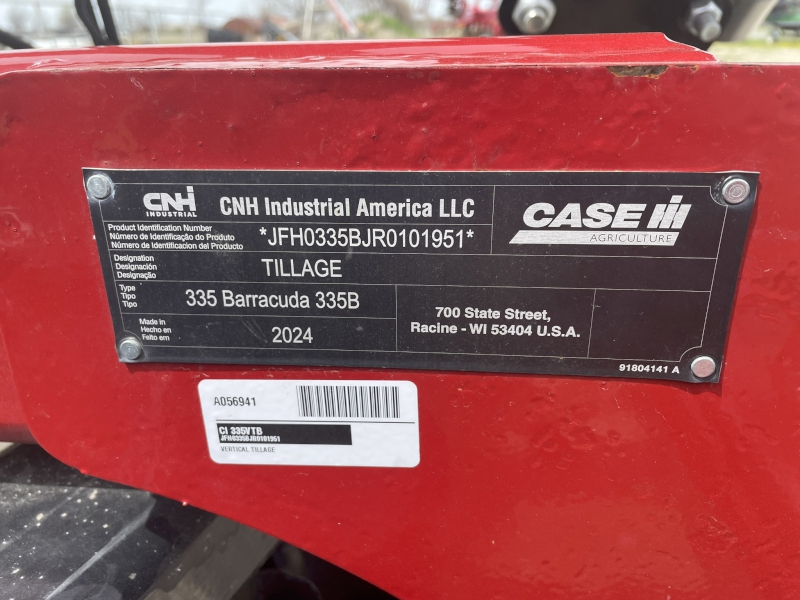 CNH
INDUSTRIAL
CNH Industrial America LLC
Product Identification Number
Número de Identificação do Produto
Número de Identificacion del Producto
*JFH0335BJR0101951*
CASE IH
AGRICULTURE
Designation
Designación
Designação
TILLAGE
Type
Tipo
Tipo
335 Barracuda 335B
700 State Street,
Racine - WI 53404 U.S.A.
Made in
Hecho en
Feito em
2024
91804141 A
A056941
CI 335VTB
JFH0335BJR0101951
VERTICAL TILLAGE